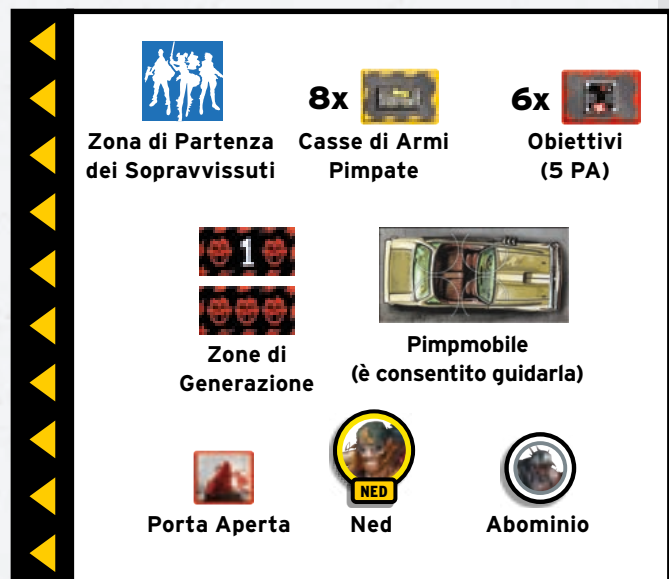 Zona di Partenza
dei Sopravvissuti
8x
Casse di Armi
Pimpate
6x
Obiettivi
(5 PA)
1
Zone di
Generazione
Pimpmobile
(è consentito guidarla)
Porta Aperta
NED
Ned
Abominio